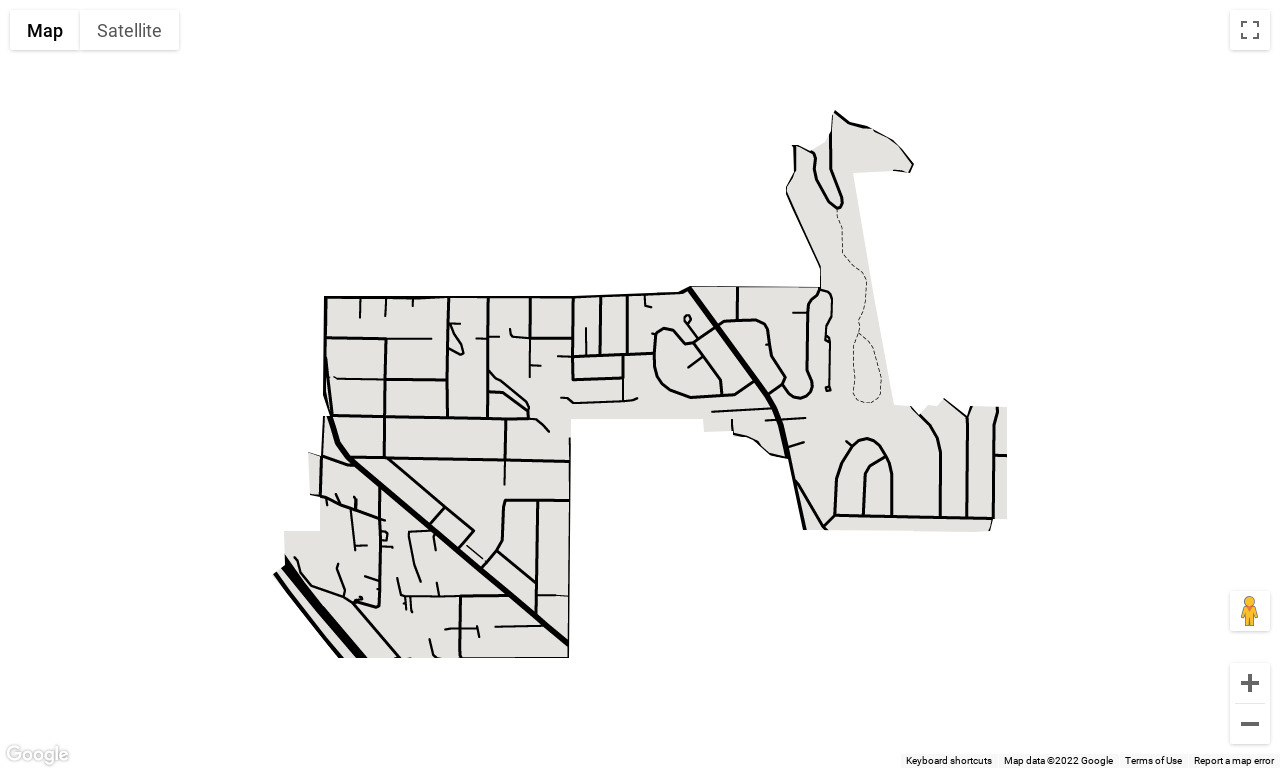 Map
Satellite
Google
Keyboard shortcuts
Map data ©2022 Google
Terms of Use
Report a map error